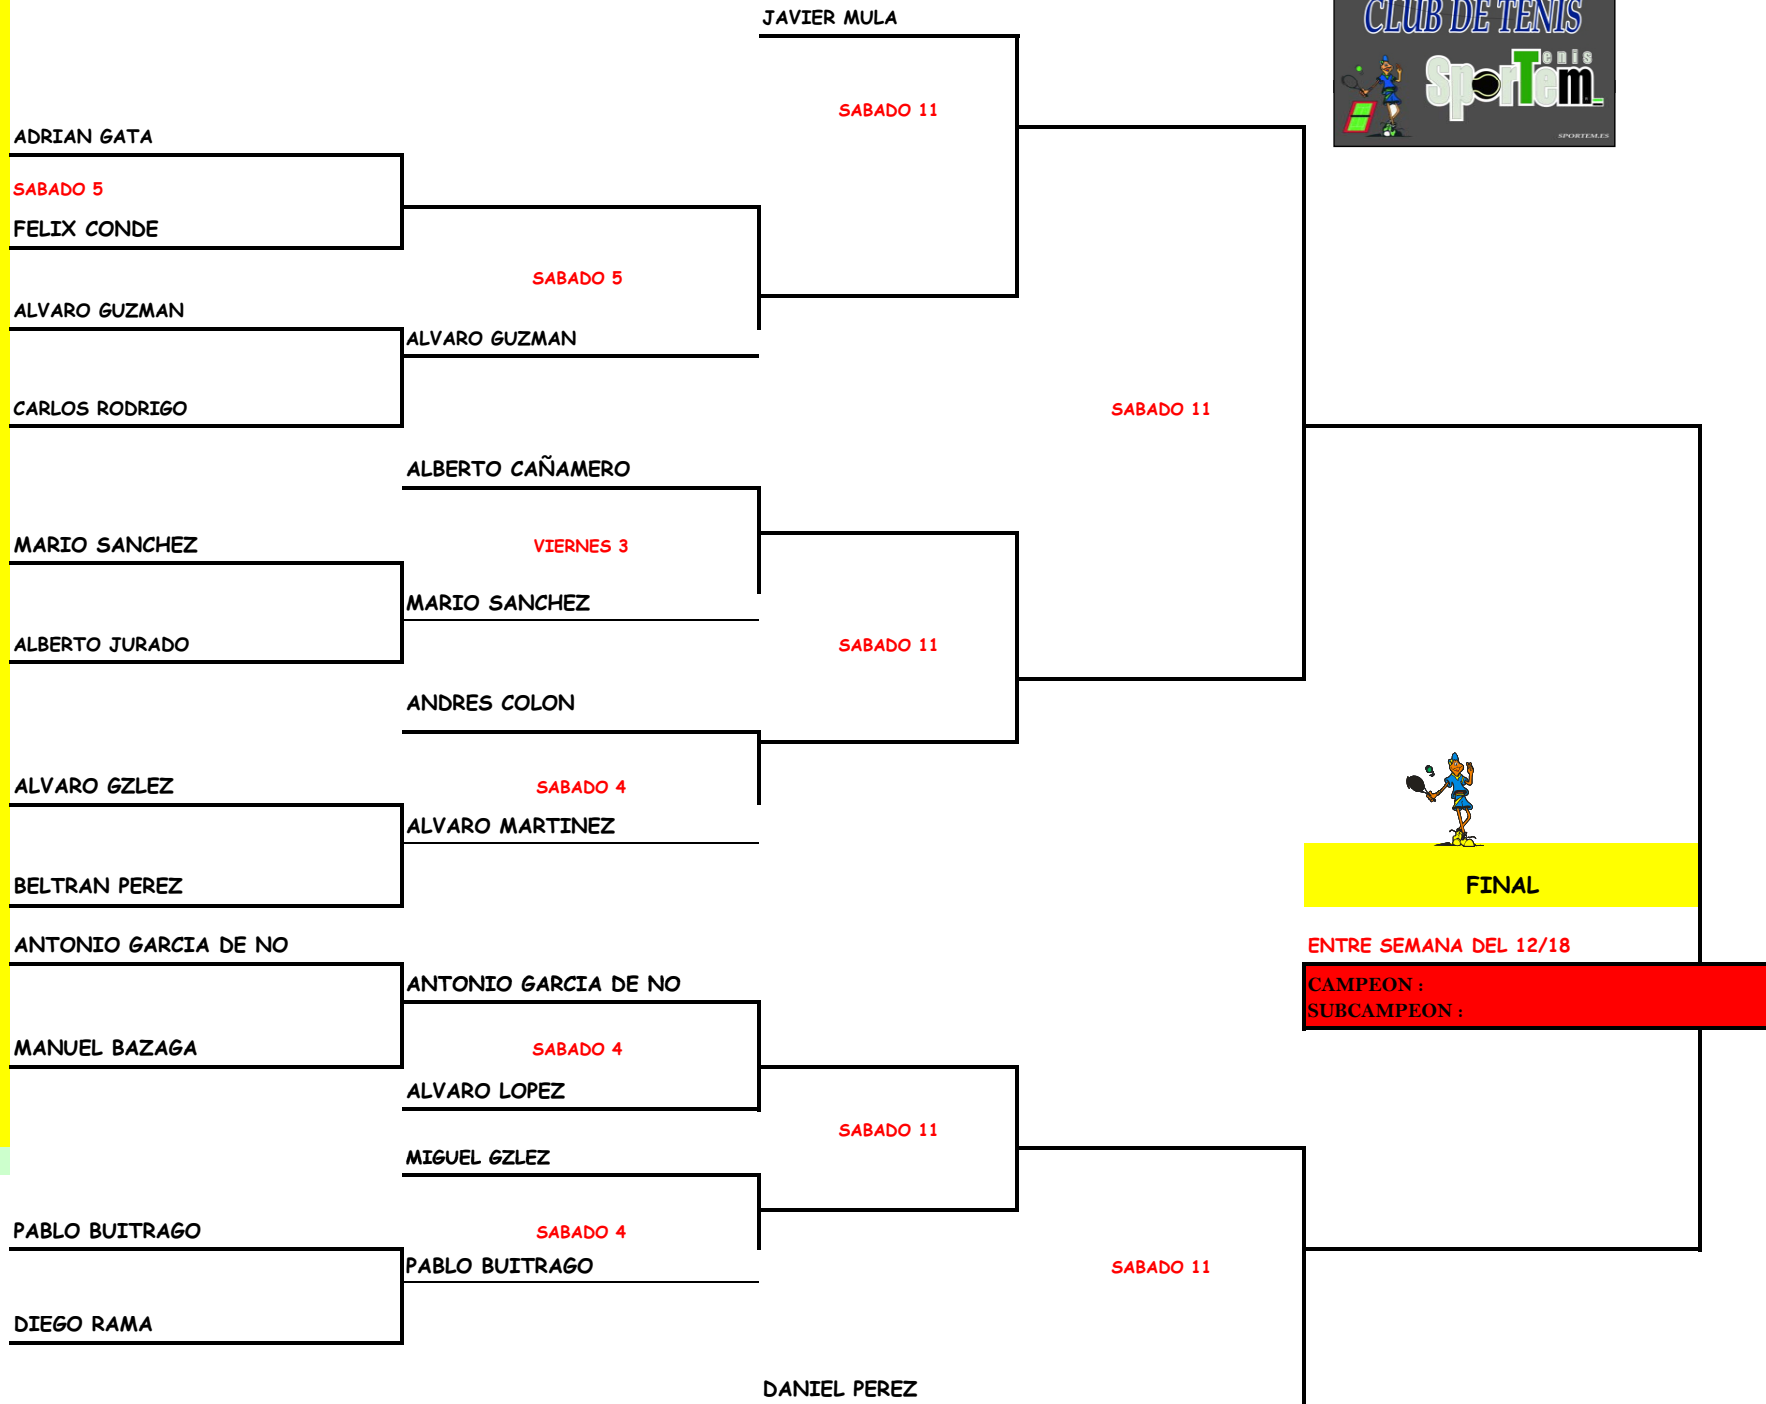 JAVIER MULA
CLUB DE TENIS
Tenis
SporTem
SPORTEM.ES
SABADO 11
ADRIAN GATA
SABADO 5
FELIX CONDE
SABADO 5
ALVARO GUZMAN
ALVARO GUZMAN
CARLOS RODRIGO
SABADO 11
ALBERTO CAÑAMERO
MARIO SANCHEZ
VIERNES 3
MARIO SANCHEZ
ALBERTO JURADO
SABADO 11
ANDRES COLON
ALVARO GZLEZ
SABADO 4
ALVARO MARTINEZ
BELTRAN PEREZ
FINAL
ANTONIO GARCIA DE NO
ENTRE SEMANA DEL 12/18
ANTONIO GARCIA DE NO
CAMPEON :
SUBCAMPEON :
MANUEL BAZAGA
SABADO 4
ALVARO LOPEZ
SABADO 11
MIGUEL GZLEZ
PABLO BUITRAGO
SABADO 4
PABLO BUITRAGO
SABADO 11
DIEGO RAMA
DANIEL PEREZ